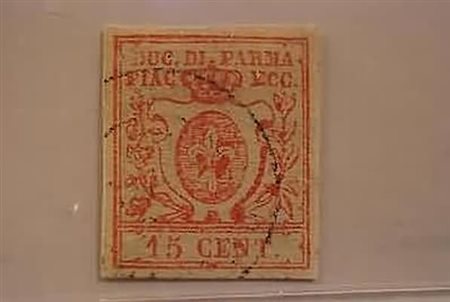 DUC. DI. PARMA
PIAC ECC.
15 CENT.